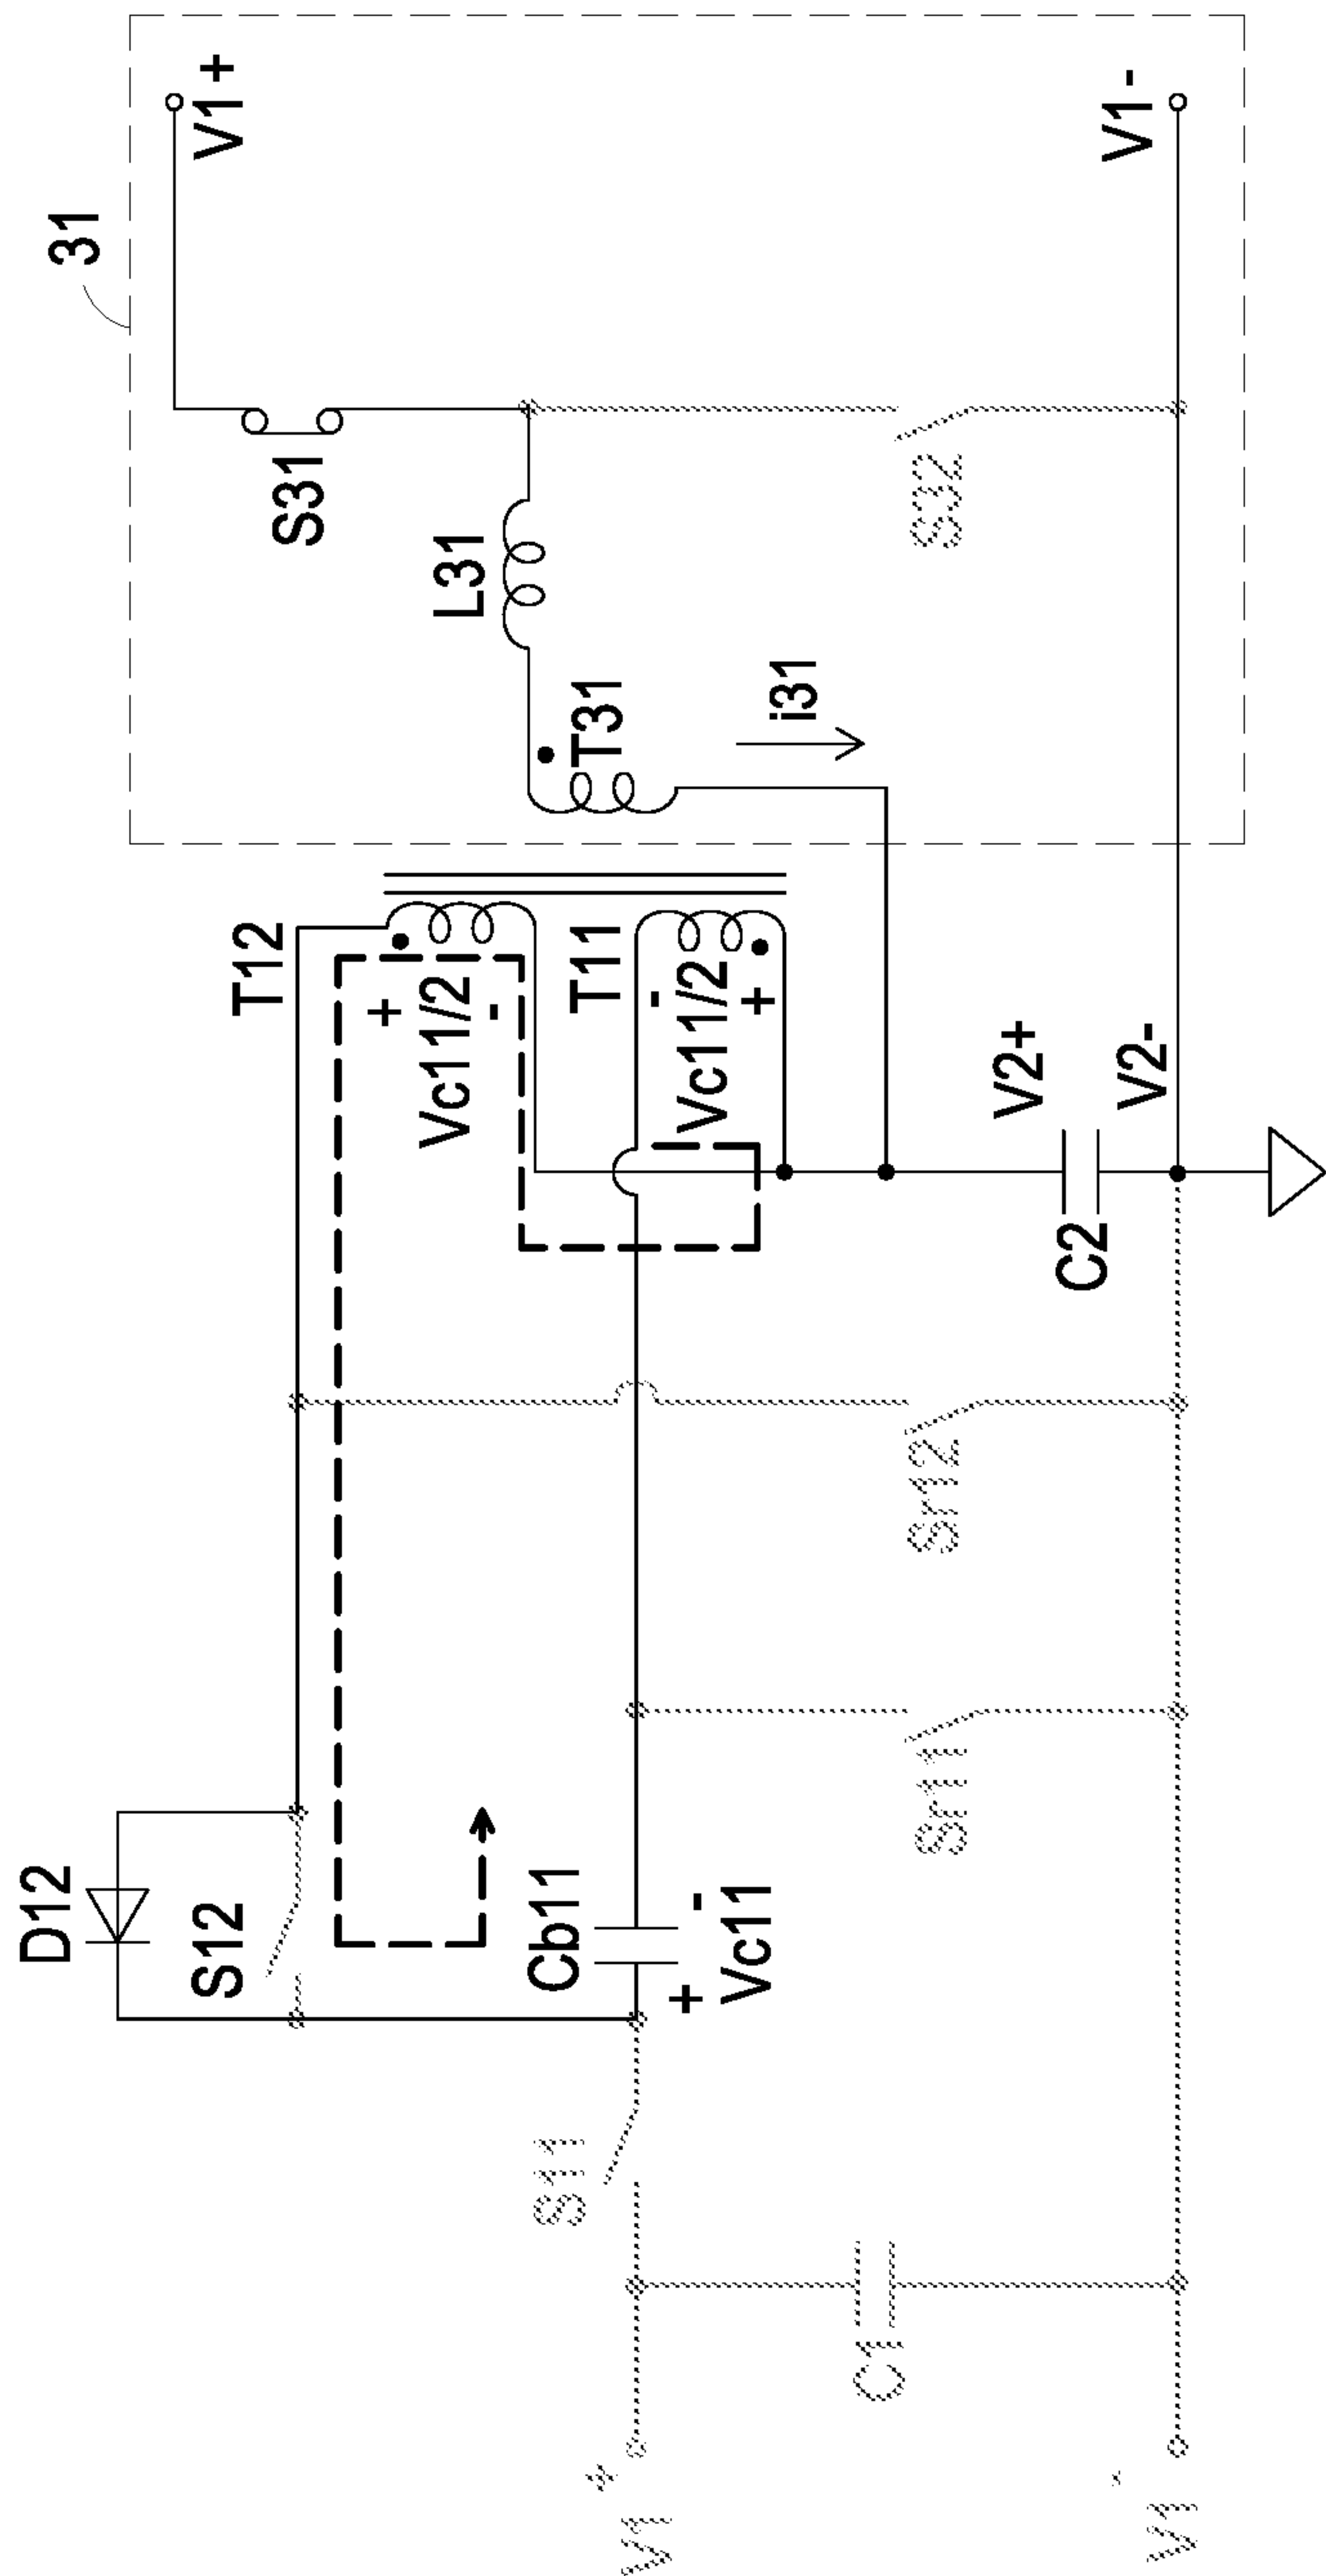 31
V1+
V1-
S31
L31
S32
T31
i31
T12
+
Vc11/2
-
T11
-
Vc11/2
+
V2+
V2-
C2
Sr12
Sr11
D12
S12
Cb11
+ -
Vc11
S11
C1
V1+
V1-